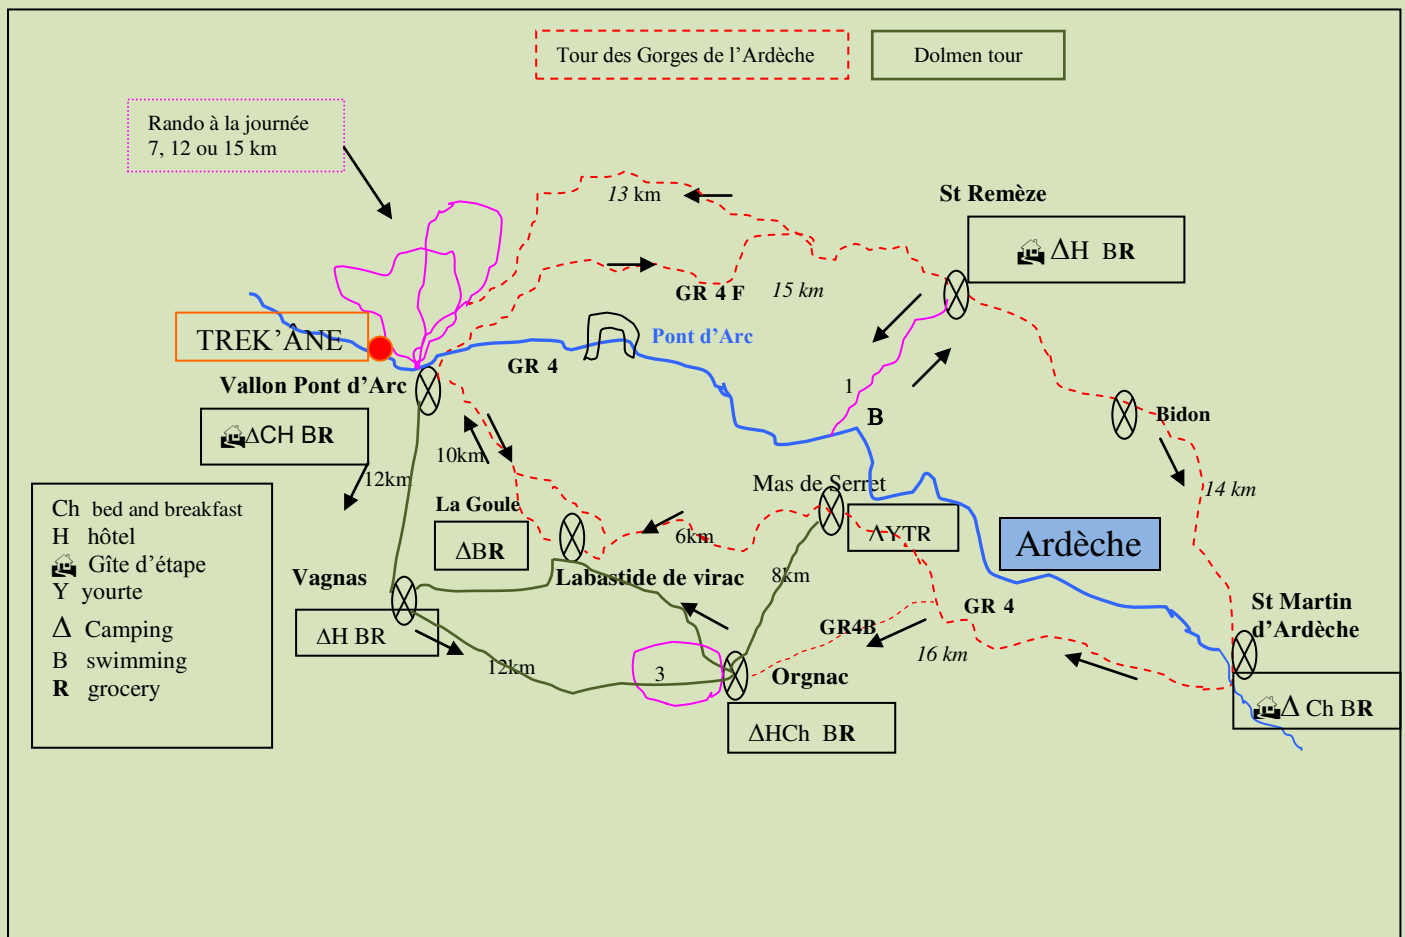 Tour des Gorges de l'Ardèche
Dolmen tour
Rando à la journée
7, 12 ou 15 km
13 km
St Remèze
ΔH BR
GR 4 F
15 km
TREK'ÂNE
Pont d'Arc
GR 4
Vallon Pont d'Arc
1
B
Bidon
ΔCH BR
10km
12km
14 km
La Goule
Mas de Serret
Ch bed and breakfast
H hôtel
Gîte d'étape
Y yourte
Δ Camping
B swimming
R grocery
ΔBR
6km
ΛYTR
Ardèche
Vagnas
Labastide de virac
8km
St Martin
d'Ardèche
GR 4
GR4B
ΔH BR
16 km
12km
3
Orgnac
Δ Ch BR
ΔHCh BR